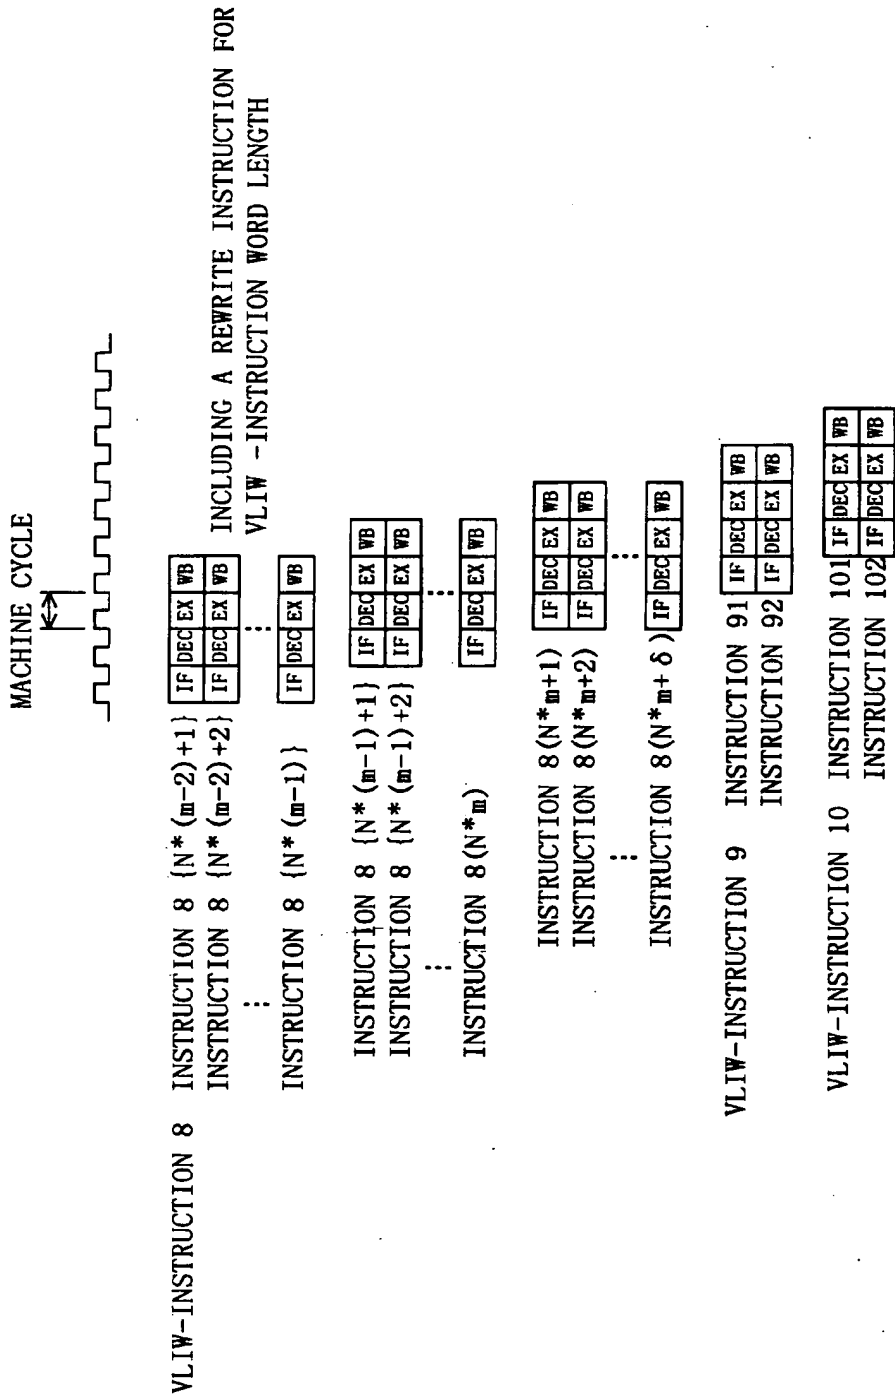 MACHINE CYCLE
INCLUDING A REWRITE INSTRUCTION FOR
VLIW -INSTRUCTION WORD LENGTH
VLIW-INSTRUCTION 8 INSTRUCTION 8 {N*(m-2)+1} IF DEC EX WB
INSTRUCTION 8 {N*(m-2)+2} IF DEC EX WB
... ...
INSTRUCTION 8 {N*(m-1)} IF DEC EX WB
INSTRUCTION 8 {N*(m-1)+1} IF DEC EX WB
INSTRUCTION 8 {N*(m-1)+2} IF DEC EX WB
... ...
INSTRUCTION 8(N*m) IF DEC EX WB
INSTRUCTION 8(N*m+1) IF DEC EX WB
INSTRUCTION 8(N*m+2) IF DEC EX WB
... ...
INSTRUCTION 8(N*m+ δ) IF DEC EX WB
VLIW-INSTRUCTION 9 INSTRUCTION 91 IF DEC EX WB
INSTRUCTION 92 IF DEC EX WB
VLIW-INSTRUCTION 10 INSTRUCTION 101 IF DEC EX WB
INSTRUCTION 102 IF DEC EX WB